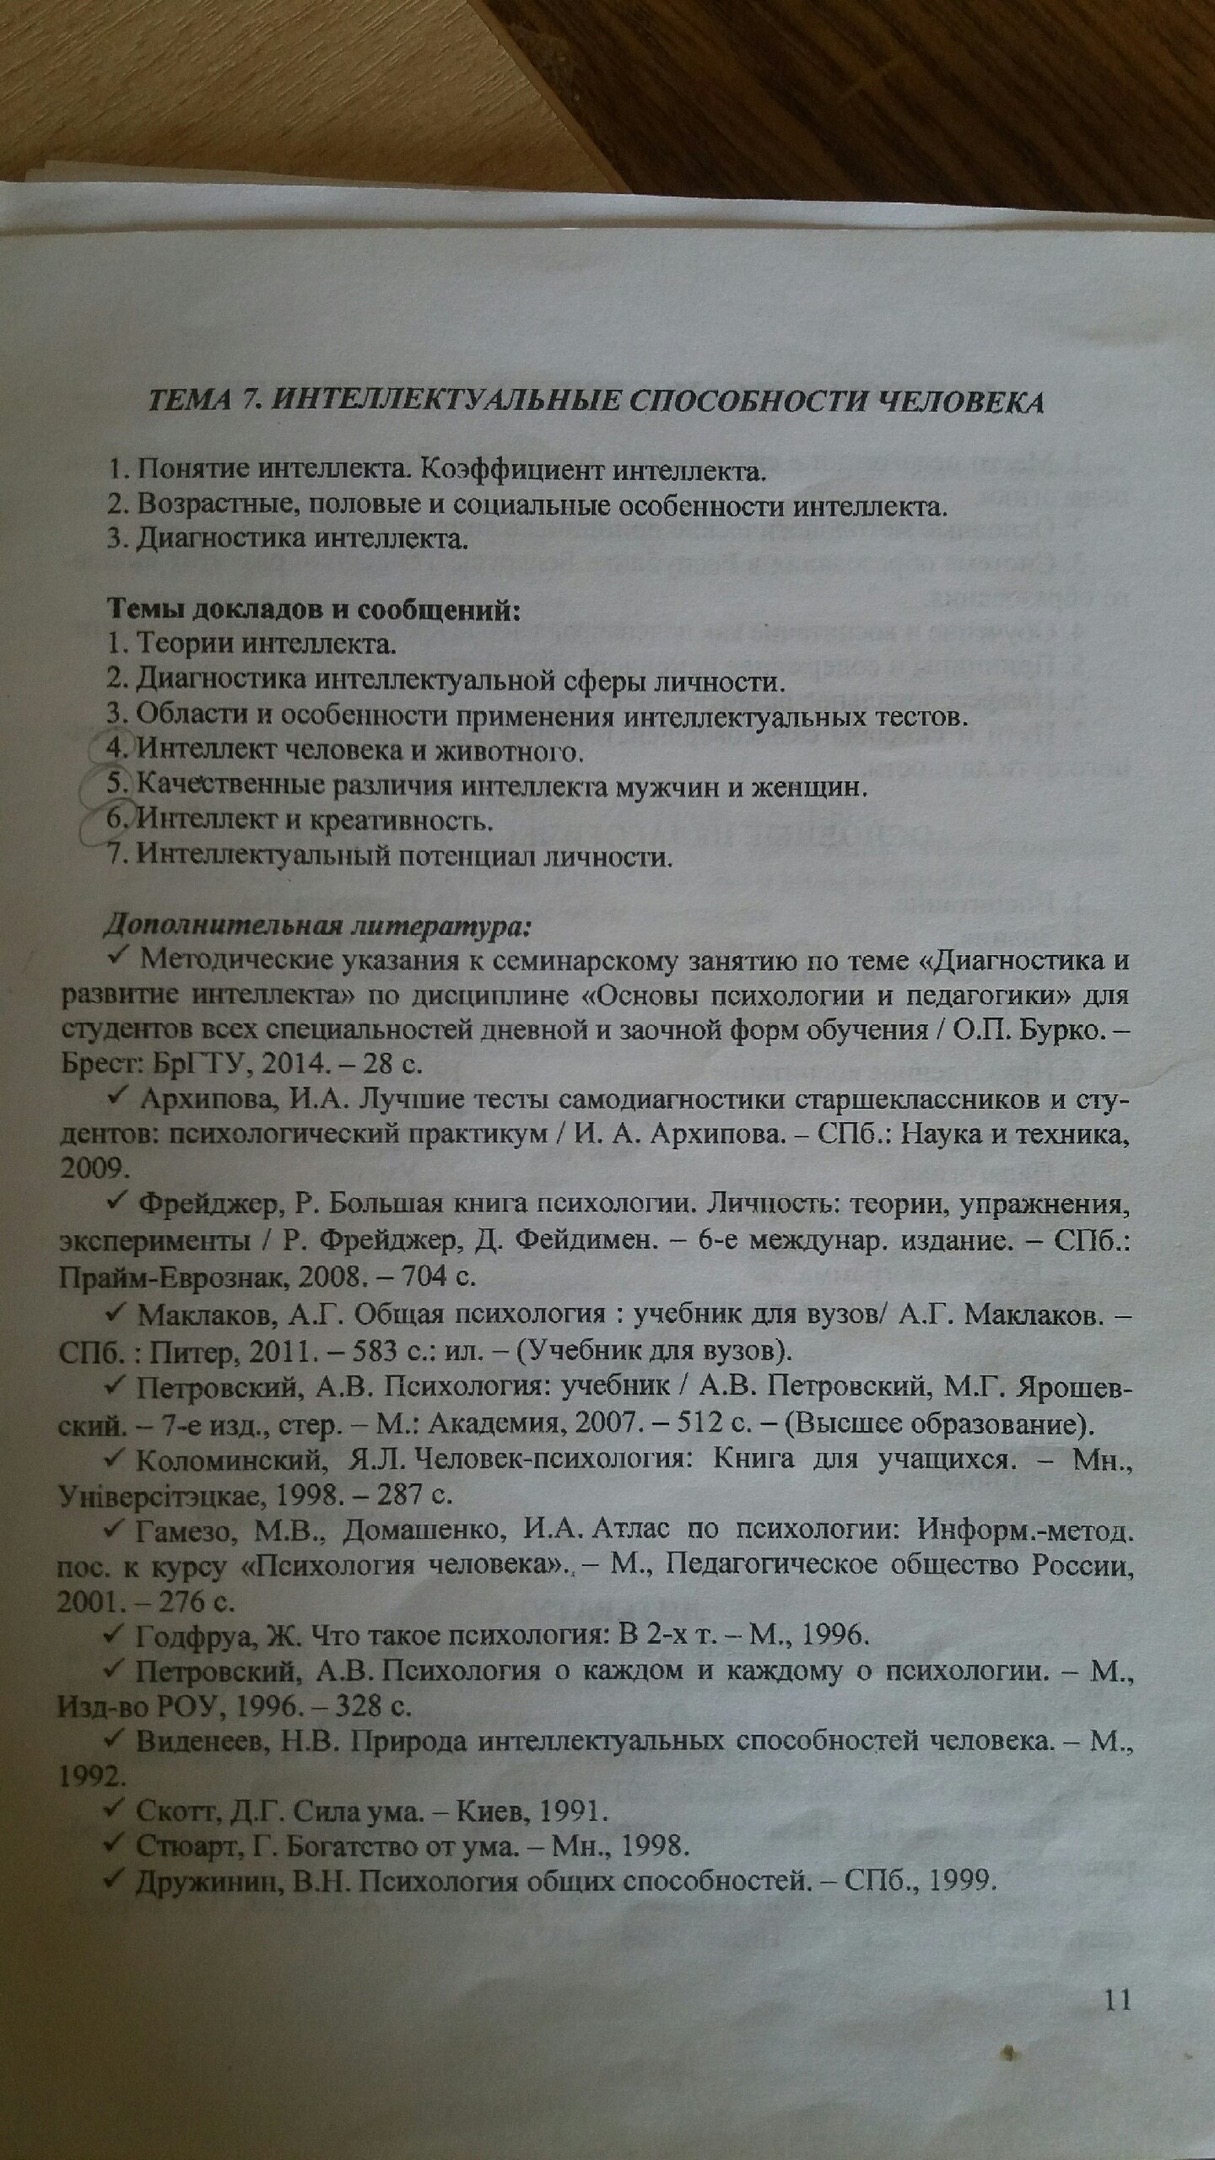 ТЕМА 7. ИНТЕЛЛЕКТУАЛЬНЫЕ СПОСОБНОСТИ ЧЕЛОВЕКА
1. Понятие интеллекта. Коэффициент интеллекта.
2. Возрастные, половые и социальные особенности интеллекта.
3. Диагностика интеллекта.
Темы докладов и сообщений:
1. Теории интеллекта.
2. Диагностика интеллектуальной сферы личности.
3. Области и особенности применения интеллектуальных тестов.
4. Интеллект человека и животного.
5. Качественные различия интеллекта мужчин и женщин.
6. Интеллект и креативность.
7. Интеллектуальный потенциал личности.
Дополнительная литература:
✓ Методические указания к семинарскому занятию по теме «Диагностика и
развитие интеллекта» по дисциплине «Основы психологии и педагогики» для
студентов всех специальностей дневной и заочной форм обучения / О.П. Бурко. –
Брест: БрГТУ, 2014. – 28 с.
✓ Архипова, И.А. Лучшие тесты самодиагностики старшеклассников и сту-
дентов: психологический практикум / И. А. Архипова. – СПб.: Наука и техника,
2009.
✓ Фрейджер, Р. Большая книга психологии. Личность: теории, упражнения,
эксперименты / Р. Фрейджер, Д. Фейдимен. – 6-е междунар. издание. – СПб.:
Прайм-Еврознак, 2008. – 704 с.
✓ Маклаков, А.Г. Общая психология : учебник для вузов/ А.Г. Маклаков. –
СПб. : Питер, 2011. – 583 с.: ил. – (Учебник для вузов).
✓ Петровский, А.В. Психология: учебник / А.В. Петровский, М.Г. Ярошев-
ский. – 7-е изд., стер. – М.: Академия, 2007. – 512 с. – (Высшее образование).
✓ Коломинский, Я.Л. Человек-психология: Книга для учащихся. – Мн.,
Універсітэцкае, 1998. – 287 с.
✓ Гамезо, М.В., Домашенко, И.А. Атлас по психологии: Информ.-метод.
пос. к курсу «Психология человека».. – М., Педагогическое общество России,
2001. – 276 с.
✓ Годфруа, Ж. Что такое психология: В 2-х т. – М., 1996.
✓ Петровский, А.В. Психология о каждом и каждому о психологии. – М.,
Изд-во РОУ, 1996. – 328 с.
✓ Виденеев, Н.В. Природа интеллектуальных способностей человека. – М.,
1992.
✓ Скотт, Д.Г. Сила ума. – Киев, 1991.
✓ Стюарт, Г. Богатство от ума. – Мн., 1998.
✓ Дружинин, В.Н. Психология общих способностей. – СПб., 1999.
11